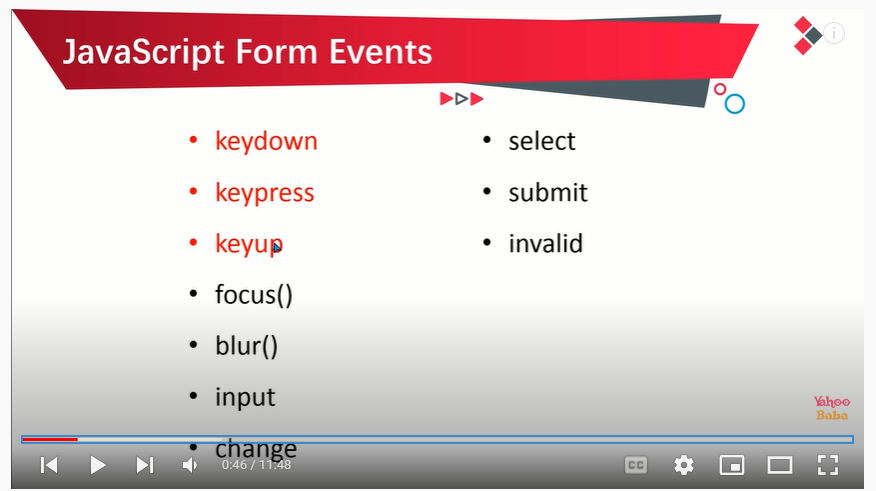 JavaScript Form Events
• keydown
• keypress
• keyup
• focus()
• blur()
• input
• change
• select
• submit
• invalid
Yahoo
Baba
0:46 / 11:48
CC
i